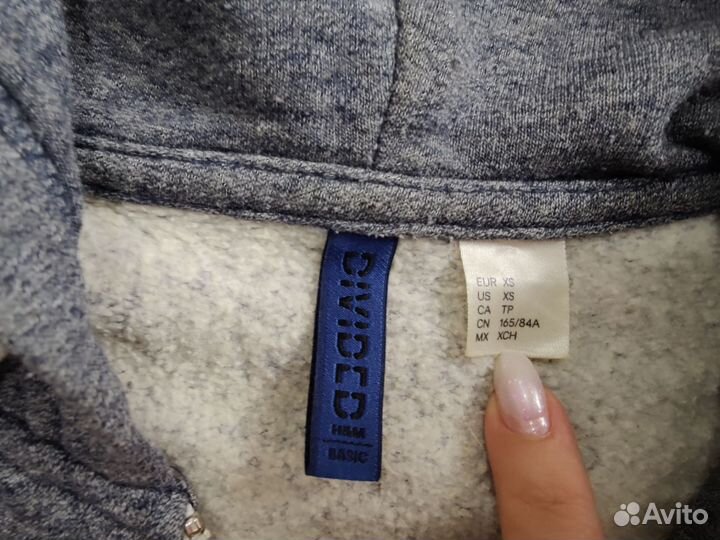 DIVIDED
H&M
BASIC
EUR XS
US XS
CA TP
CN 165/84A
MX XCH
Avito